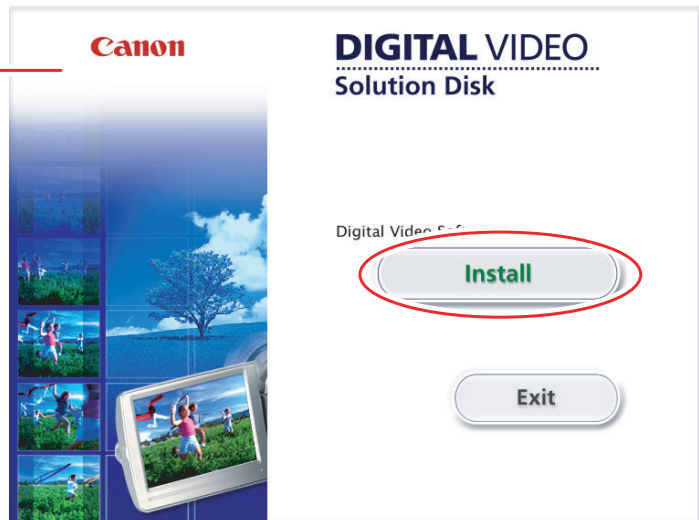 Canon
DIGITAL VIDEO
Solution Disk
Digital Video
Install
Exit